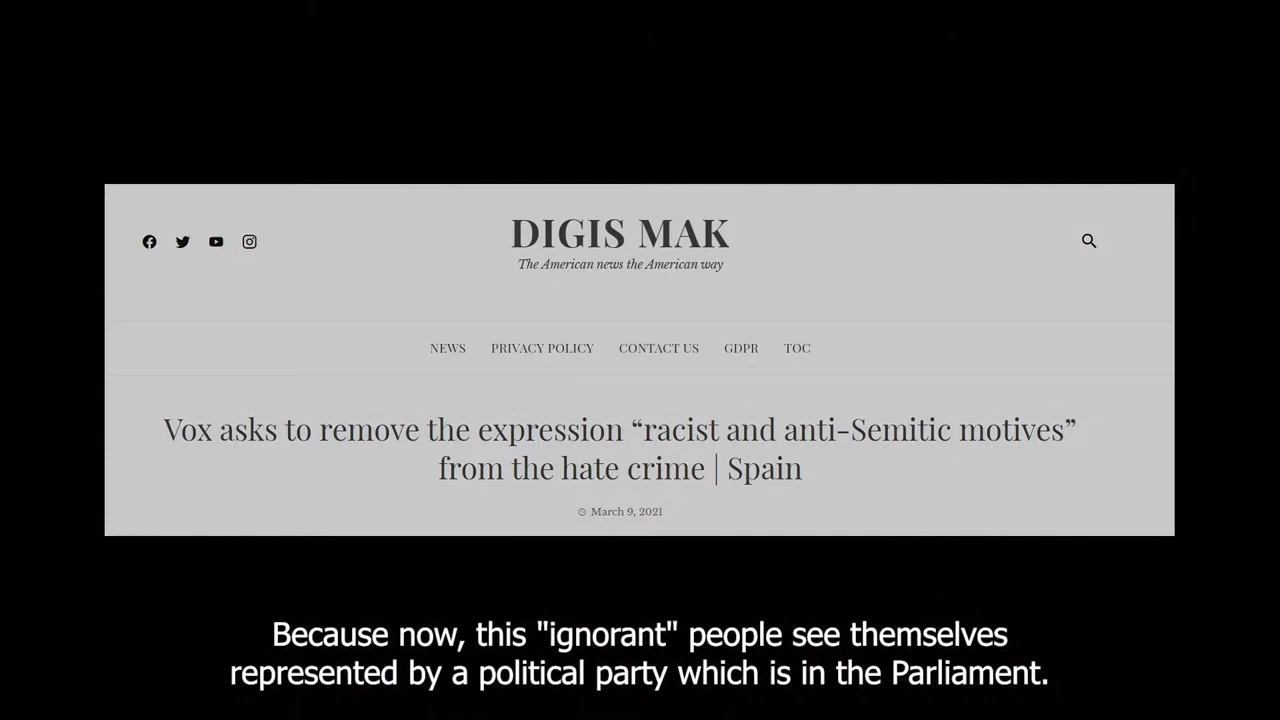 DIGIS MAK
The American news the American way
NEWS PRIVACY POLICY CONTACT US GDPR TOC
Vox asks to remove the expression “racist and anti-Semitic motives”
from the hate crime | Spain
March 9, 2021
Because now, this "ignorant" people see themselves
represented by a political party which is in the Parliament.